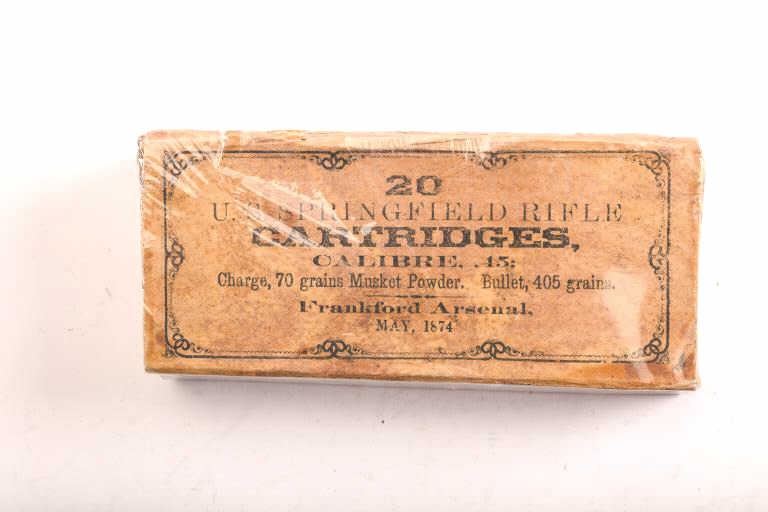 20
U.S. SPRINGFIELD RIFLE
CARTRIDGES,
CALIBRE, .45;
Charge, 70 grains Musket Powder. Bullet, 405 grains.
Frankford Arsenal,
MAY, 1874